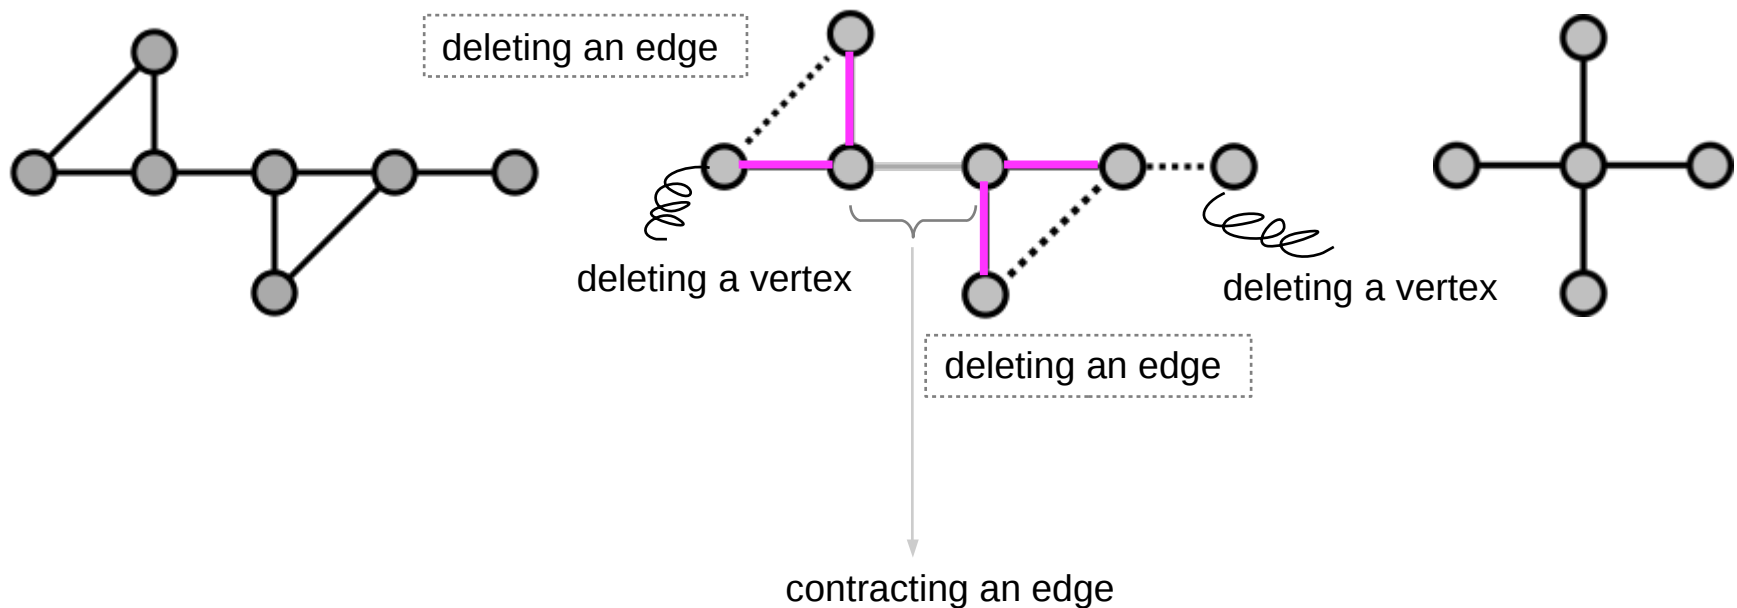 deleting an edge
deleting a vertex
deleting a vertex
deleting an edge
contracting an edge